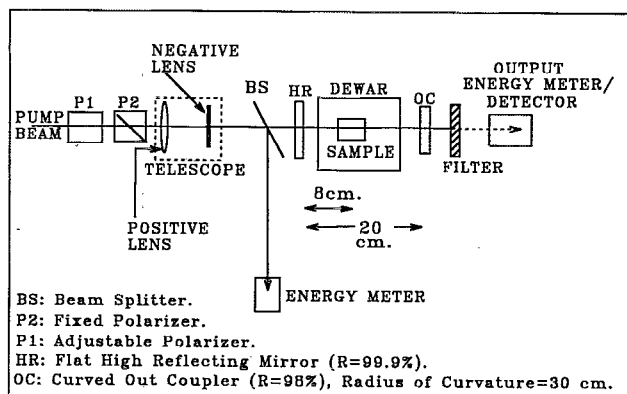 NEGATIVE
LENS
P1
P2
BS
HR
DEWAR
OC
OUTPUT
ENERGY METER/
DETECTOR
PUMP
BEAM
SAMPLE
TELESCOPE
FILTER
8cm.
20
cm.
POSITIVE
LENS
ENERGY METER
BS: Beam Splitter.
P2: Fixed Polarizer.
P1: Adjustable Polarizer.
HR: Flat High Reflecting Mirror (R=99.9%).
OC: Curved Out Coupler (R=98%), Radius of Curvature=30 cm.